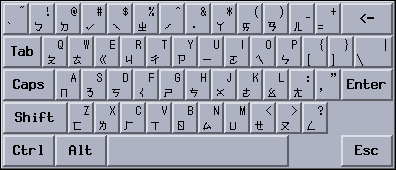 ` ~ ! ㄅ @ ㄉ # ˇ $ ˋ % ㄓ ^ ˊ & ˙ * ㄚ ( ㄞ ) ㄢ _ - ㄦ + = <-
Tab Q ㄆ W ㄊ E ㄍ R ㄐ T ㄔ Y ㄗ U ㄧ I ㄛ O ㄟ P ㄣ { [ } ] | \
Caps A ㄇ S ㄋ D ㄎ F ㄑ G ㄕ H ㄘ J ㄨ K ㄜ L ㄠ : ; ㄤ " ' Enter
Shift Z ㄈ X ㄌ C ㄏ V ㄒ B ㄖ N ㄙ M ㄩ < ㄝ > ㄡ ? ㄥ
Ctrl Alt Esc